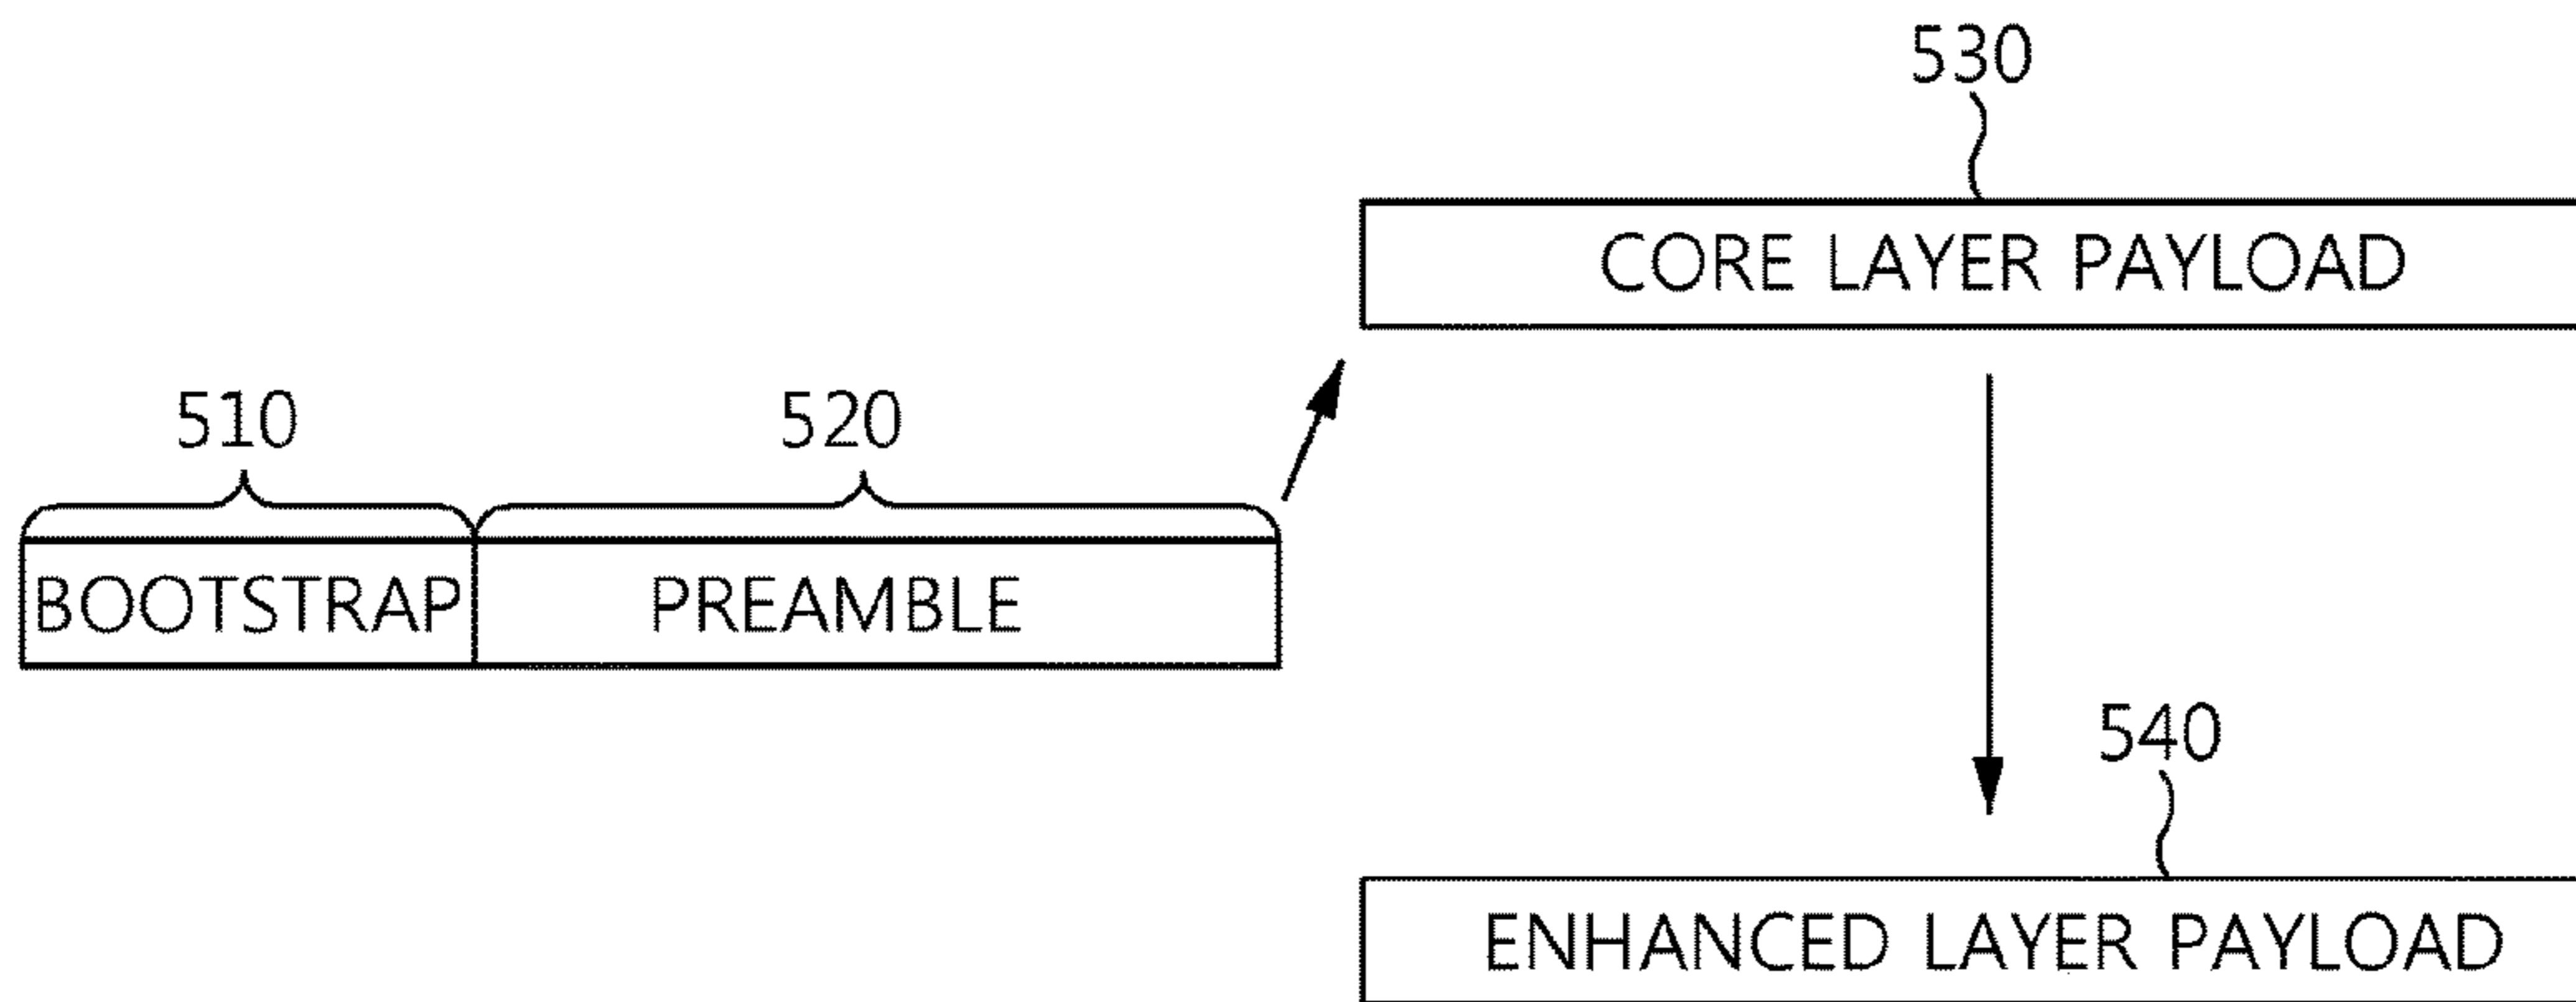 530
CORE LAYER PAYLOAD
510
520
BOOTSTRAP
PREAMBLE
540
ENHANCED LAYER PAYLOAD